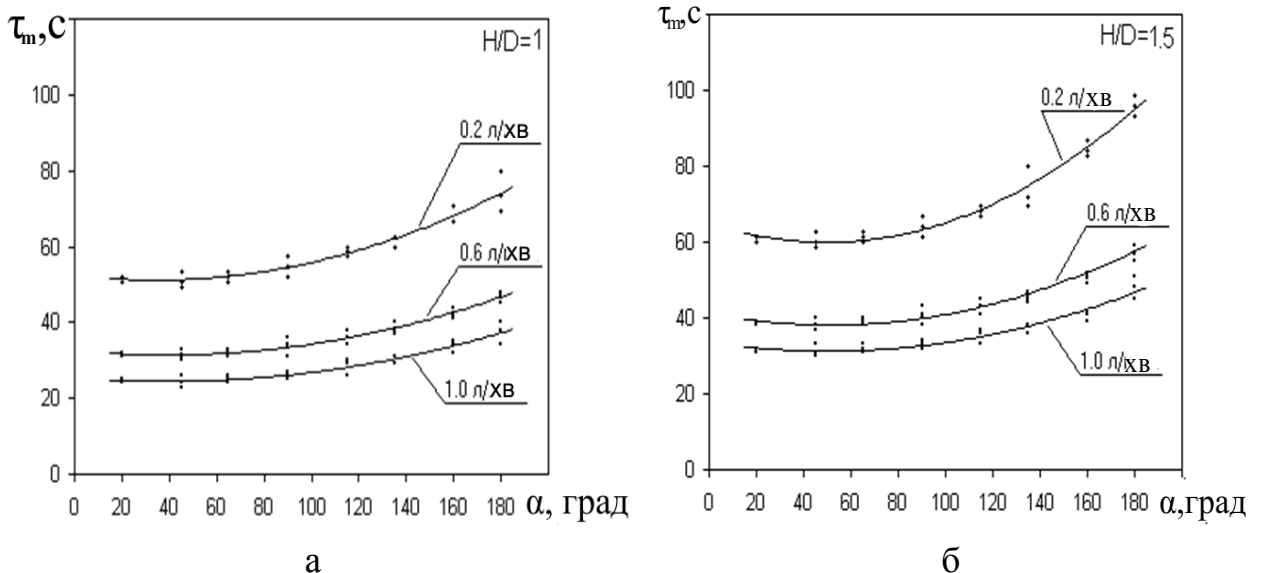 τm,с
H/D=1
100
80
60
40
20
0
0.2 л/хв
0.6 л/хв
1.0 л/хв
0 20 40 60 80 100 120 140 160 180 α, град
а
τm,с
H/D=1.5
100
80
60
40
20
0
0.2 л/хв
0.6 л/хв
1.0 л/хв
0 20 40 60 80 100 120 140 160 180 α,град
б